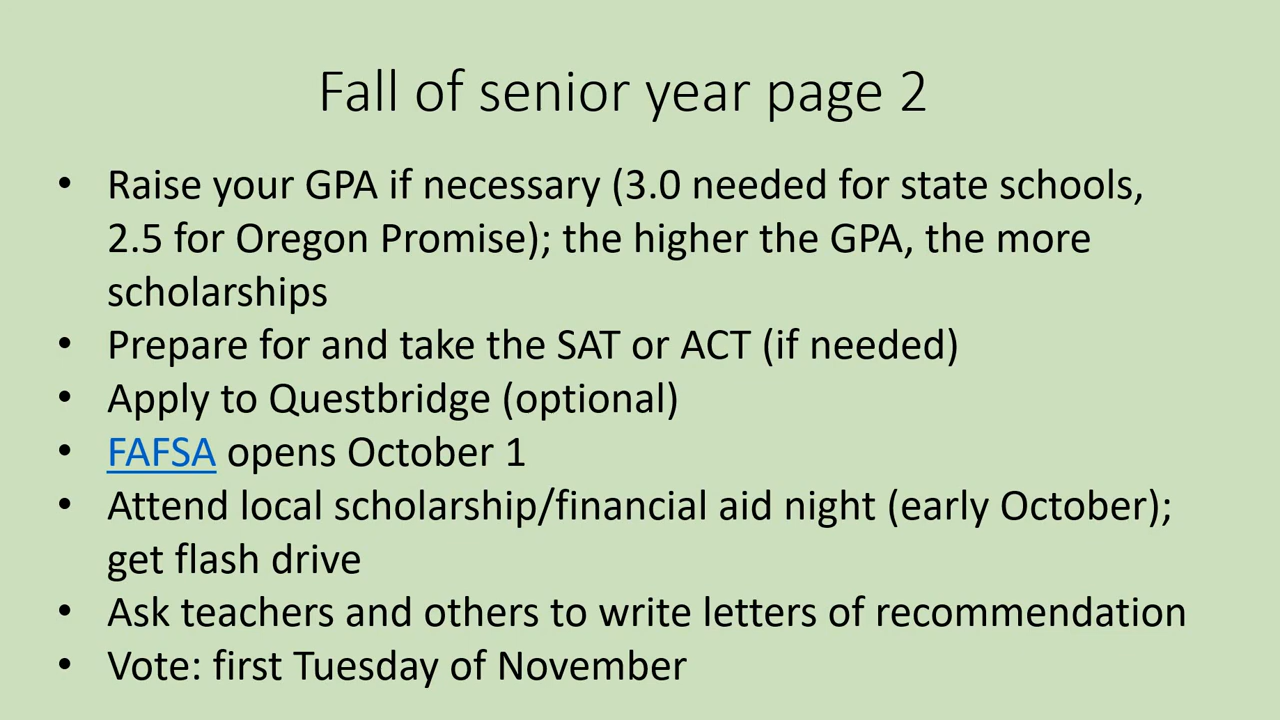 Fall of senior year page 2
• Raise your GPA if necessary (3.0 needed for state schools,
2.5 for Oregon Promise); the higher the GPA, the more
scholarships
• Prepare for and take the SAT or ACT (if needed)
• Apply to Questbridge (optional)
• FAFSA opens October 1
• Attend local scholarship/financial aid night (early October);
get flash drive
• Ask teachers and others to write letters of recommendation
• Vote: first Tuesday of November